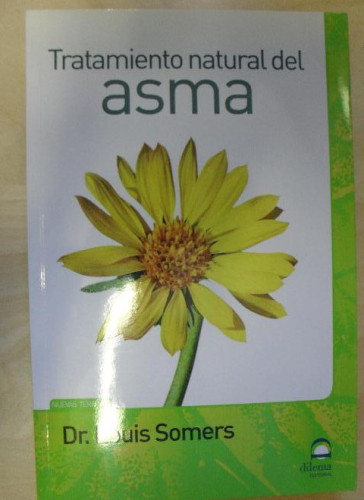 Tratamiento natural del
asma
Dr. Louis Somers
dilema